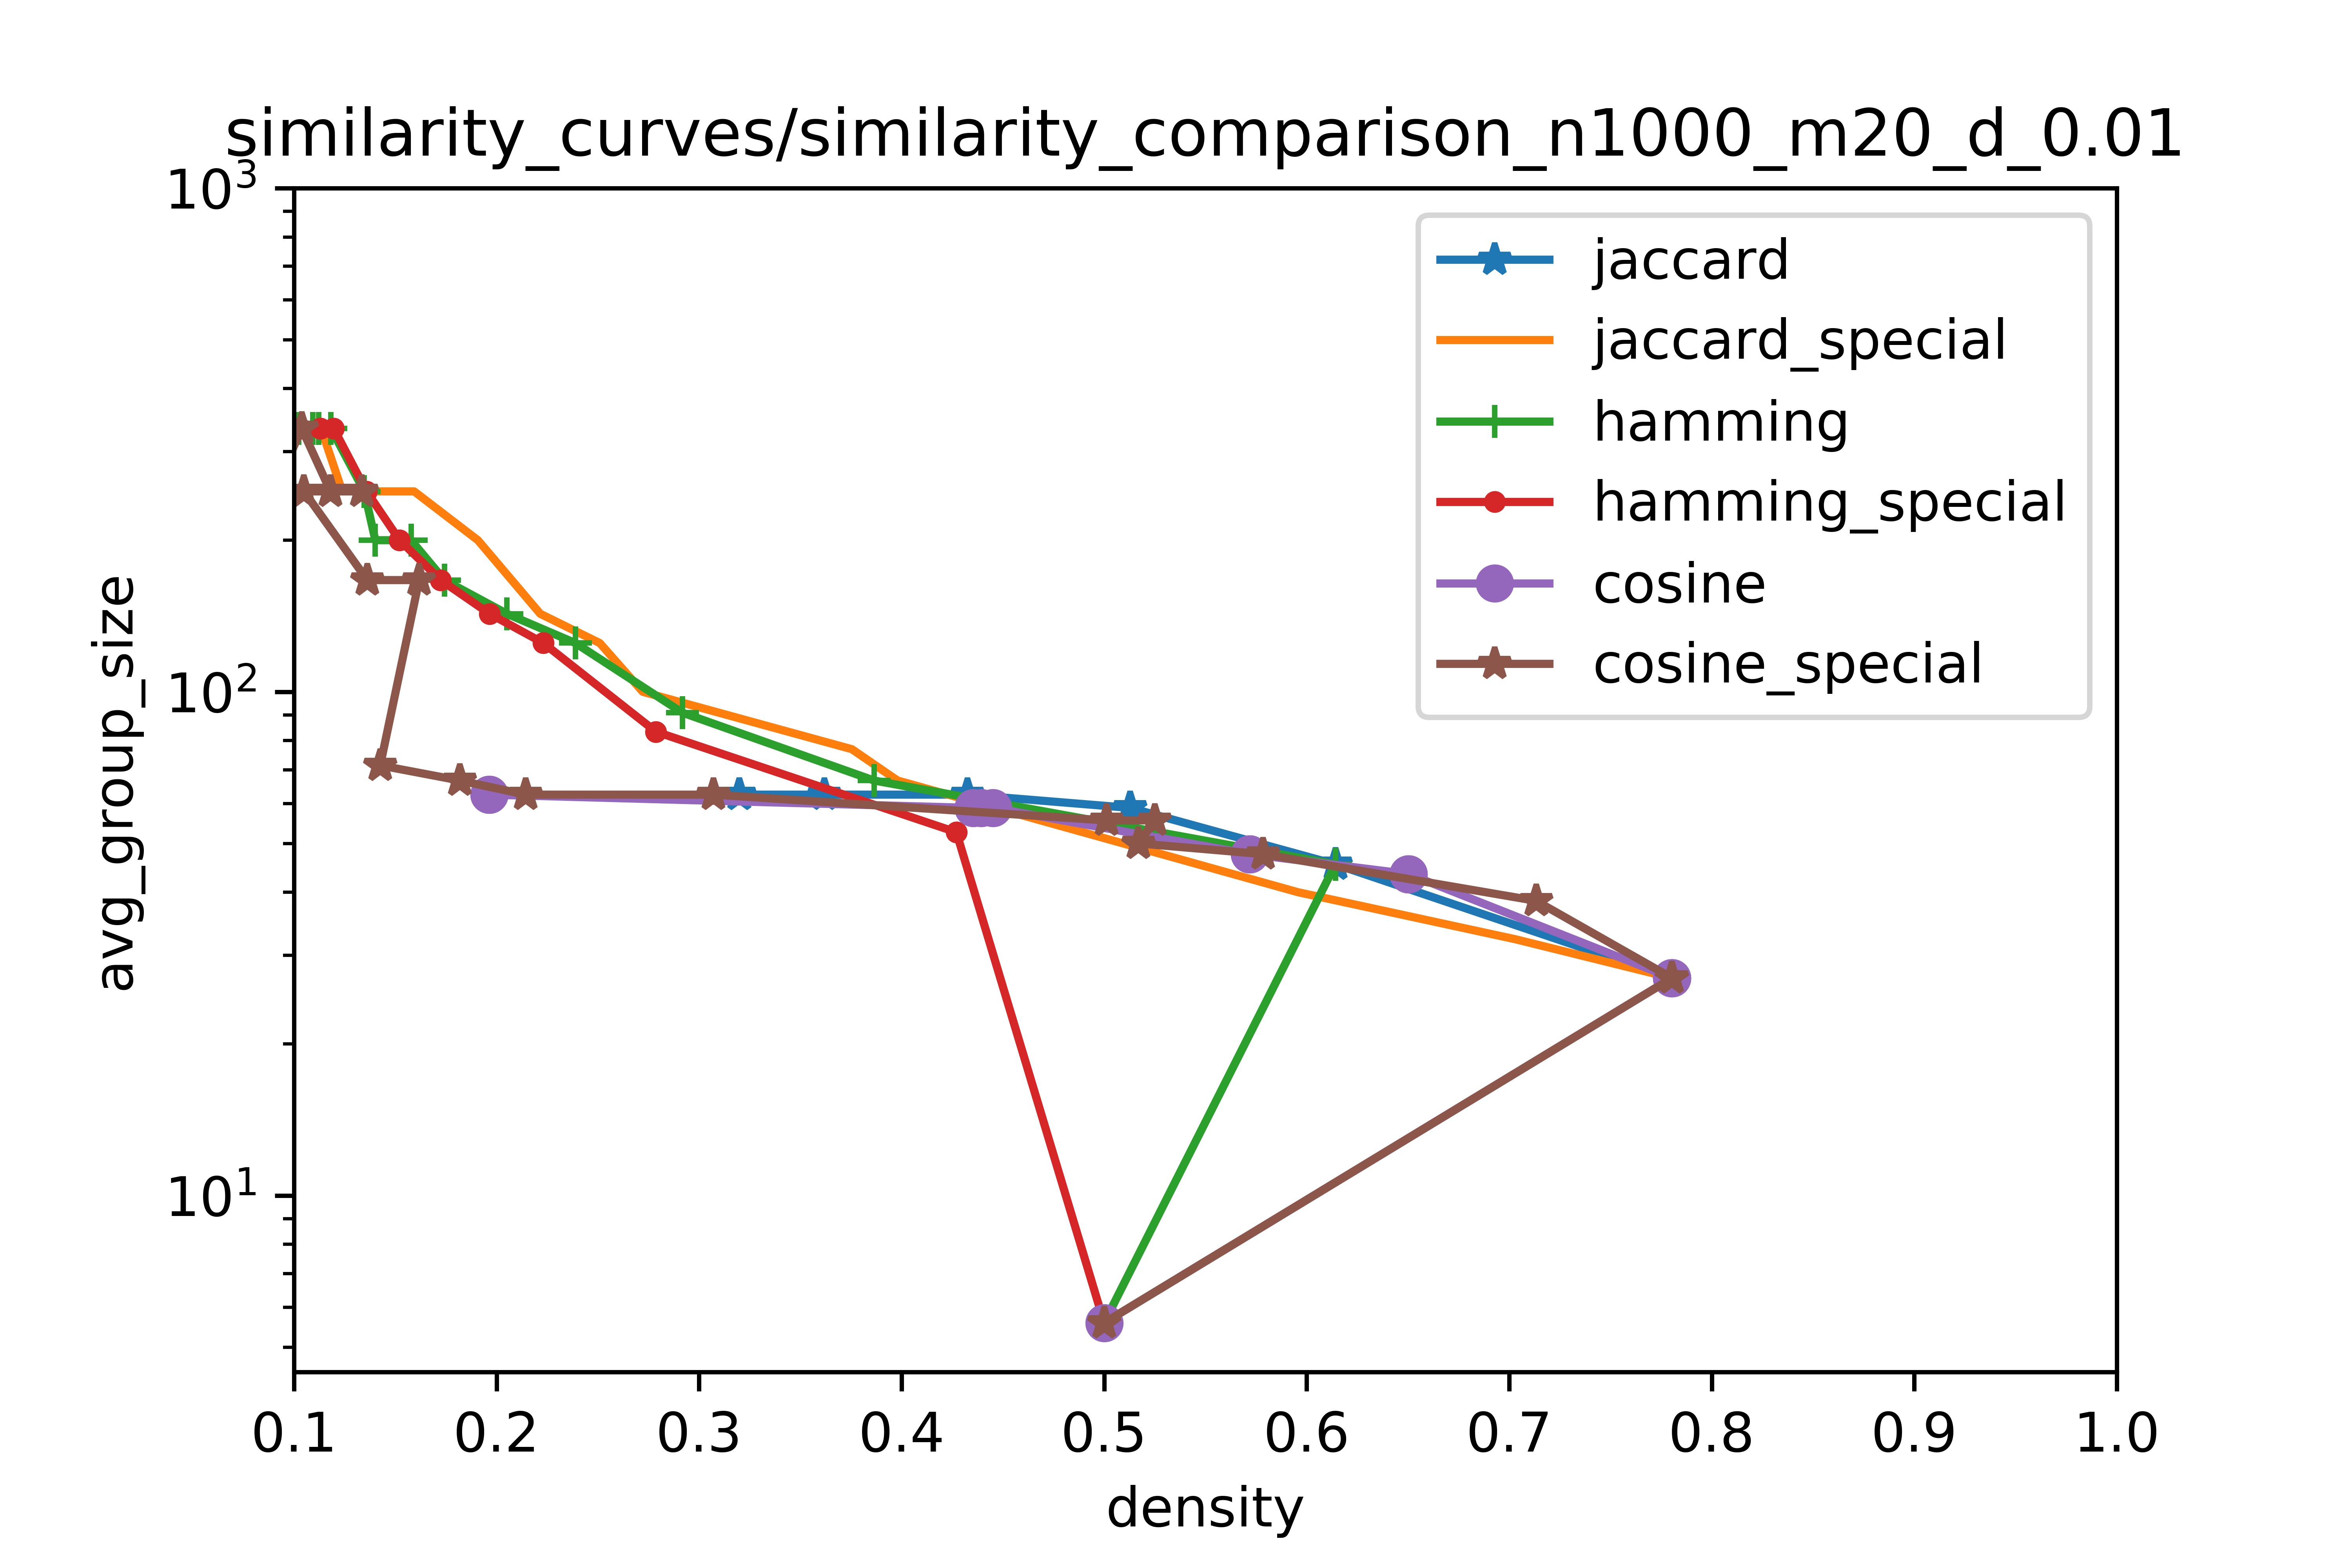 similarity_curves/similarity_comparison_n1000_m20_d_0.01
10³
jaccard
jaccard_special
hamming
hamming_special
cosine
cosine_special
avg_group_size
10²
10¹
0.1 0.2 0.3 0.4 0.5 0.6 0.7 0.8 0.9 1.0
density